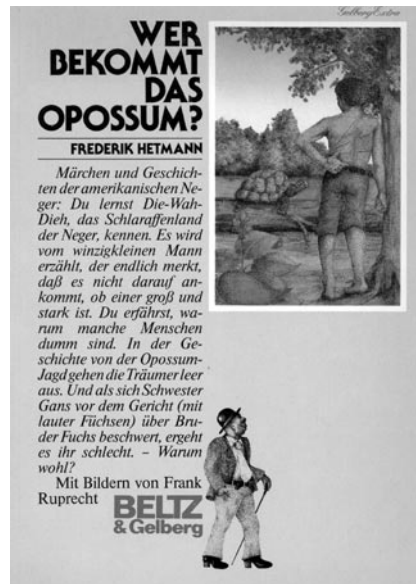 Gelberg Extra
WER
BEKOMMT
DAS
OPOSSUM?
FREDERIK HETMANN
Märchen und Geschich-
ten der amerikanischen Ne-
ger: Du lernst Die-Wah-
Dieh, das Schlaraffenland
der Neger, kennen. Es wird
vom winzigkleinen Mann
erzählt, der endlich merkt,
daß es nicht darauf an-
kommt, ob einer groß und
stark ist. Du erfährst, wa-
rum manche Menschen
dumm sind. In der Ge-
schichte von der Opossum-
Jagd gehen die Träumer leer
aus. Und als sich Schwester
Gans vor dem Gericht (mit
lauter Füchsen) über Bru-
der Fuchs beschwert, ergeht
es ihr schlecht. – Warum
wohl?
Mit Bildern von Frank
Ruprecht
BELTZ
& Gelberg